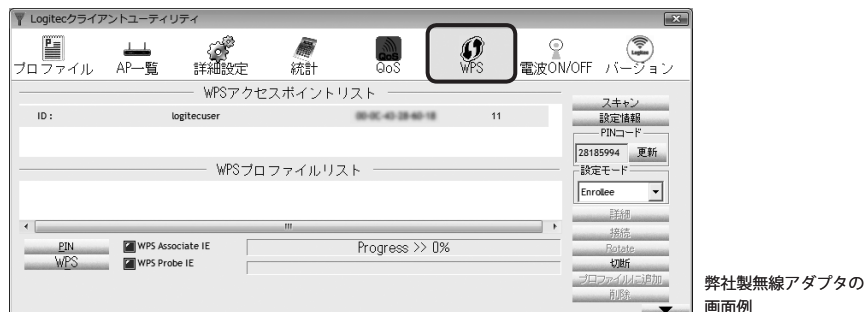 Logitecクライアントユーティリティ
プロファイル AP一覧 詳細設定 統計 QoS WPS 電波ON/OFF バージョン
WPSアクセスポイントリスト
ID : logitecuser 11
WPSプロファイルリスト
PIN
WPS
WPS Associate IE
WPS Probe IE
Progress >> 0%
スキャン
設定情報
PINコード
28185994 更新
設定モード
Enrollee
詳細
接続
Rotate
切断
プロファイルに追加
削除
弊社製無線アダプタの
画面例